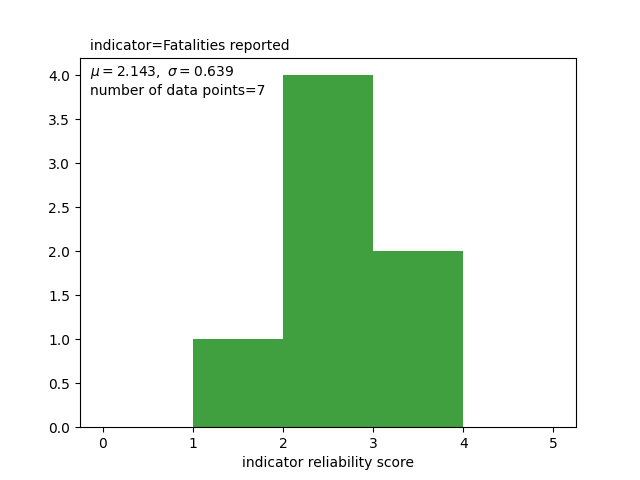 indicator=Fatalities reported
μ = 2.143, σ = 0.639
number of data points=7
4.0
3.5
3.0
2.5
2.0
1.5
1.0
0.5
0.0
0 1 2 3 4 5
indicator reliability score